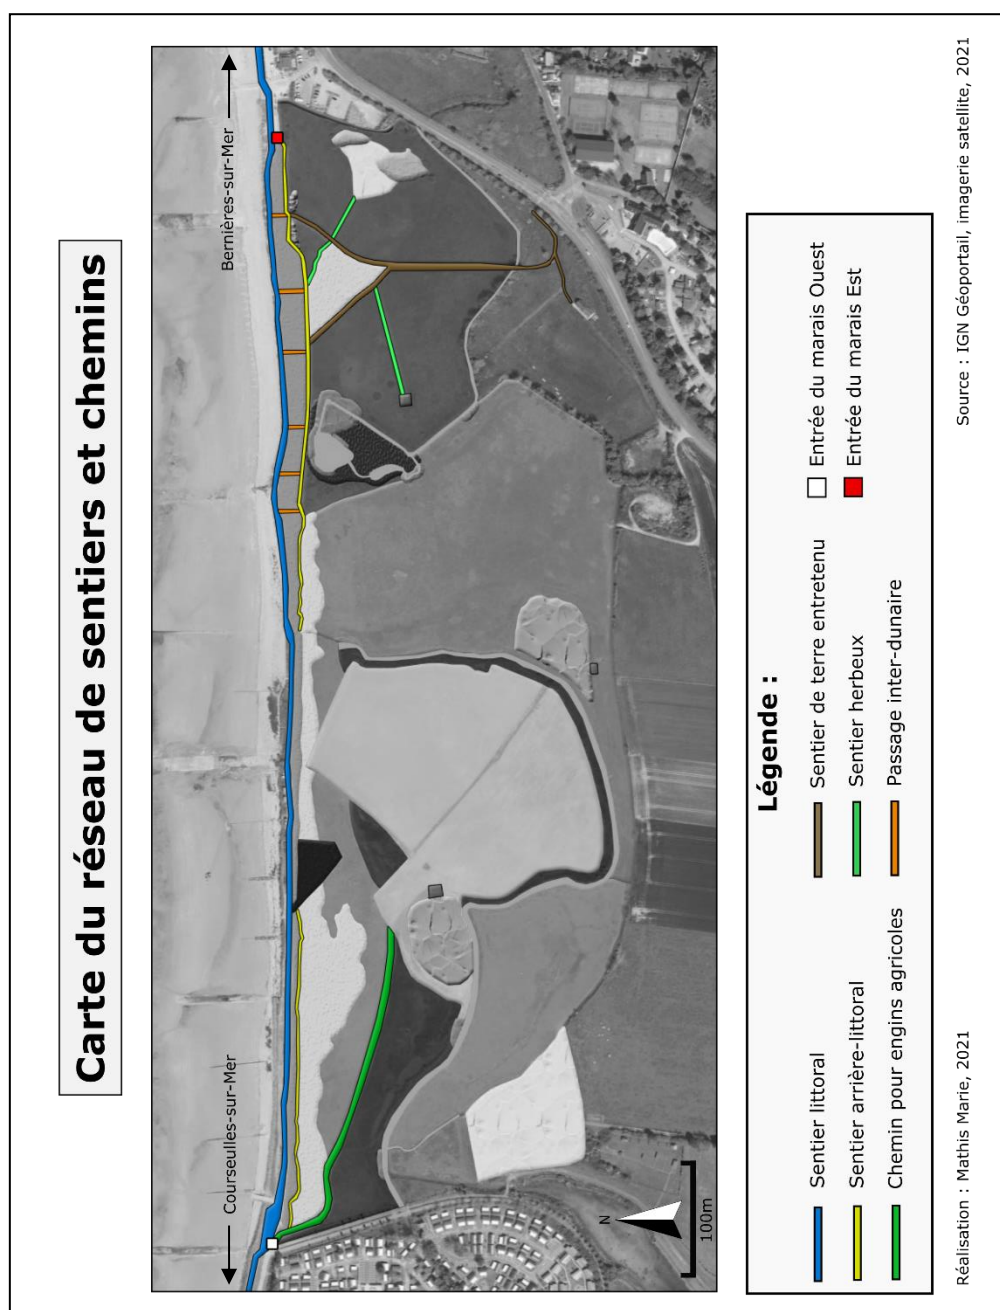 Carte du réseau de sentiers et chemins
Courseulles-sur-Mer
Bernières-sur-Mer
N
100m
Légende :
Sentier littoral
Sentier arrière-littoral
Chemin pour engins agricoles
Sentier de terre entretenu
Sentier herbeux
Passage inter-dunaire
Entrée du marais Ouest
Entrée du marais Est
Réalisation : Mathis Marie, 2021
Source : IGN Géoportail, imagerie satellite, 2021